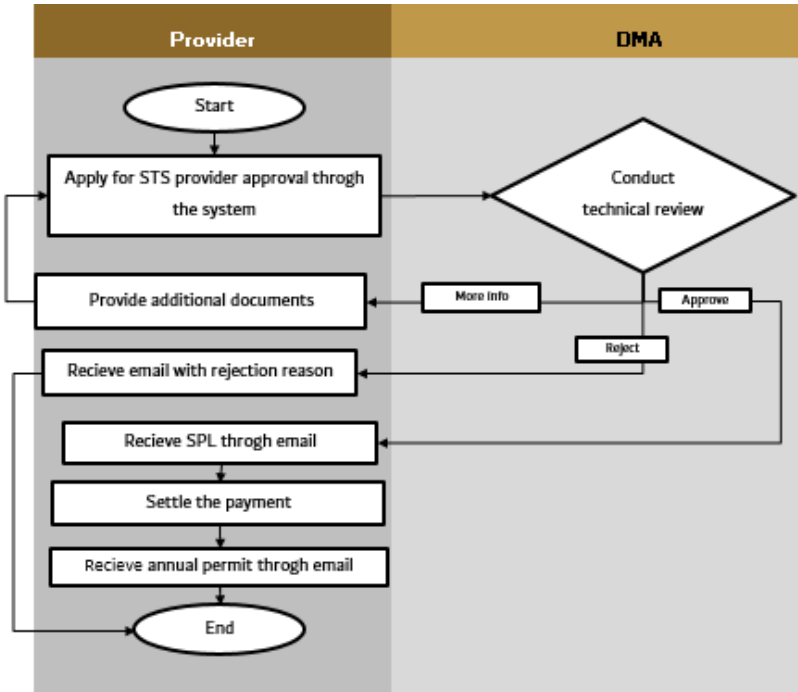 Provider
DMA
Start
Apply for STS provider approval throgh
the system
Conduct
technical review
Provide additional documents
More info
Approve
Reject
Recieve email with rejection reason
Recieve SPL throgh email
Settle the payment
Recieve annual permit throgh email
End